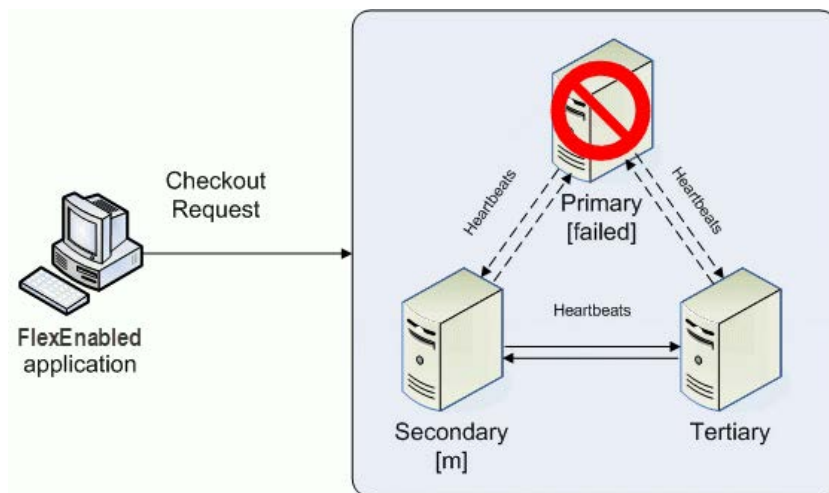 Checkout
Request
FlexEnabled
application
Heartbeats
Heartbeats
Primary
[failed]
Heartbeats
Secondary
[m]
Tertiary